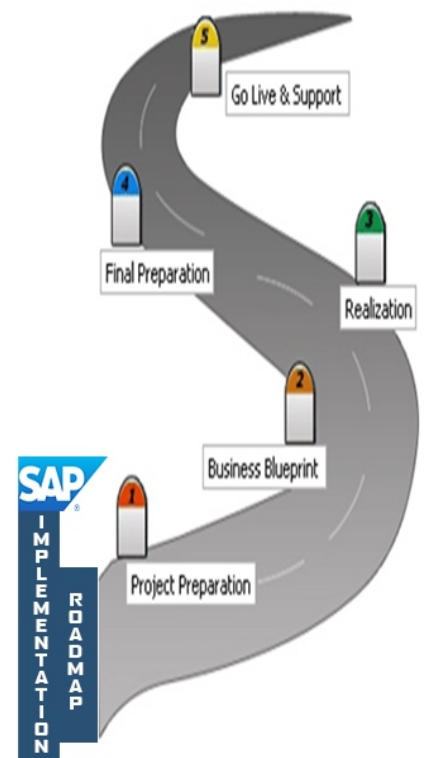 5
Go Live & Support
4
Final Preparation
3
Realization
2
Business Blueprint
1
Project Preparation
SAP
®
IMPLEMENTATION
ROADMAP